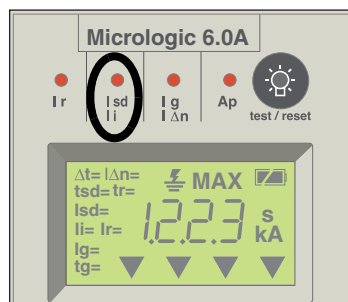 Micrologic 6.0A
Ir Isd Ig Ap
Ii IΔn
test / reset
Δt= IΔn= MAX
tsd= tr=
Isd= 1.2.2.3 s
Ii= Ir= kA
Ig=
tg=